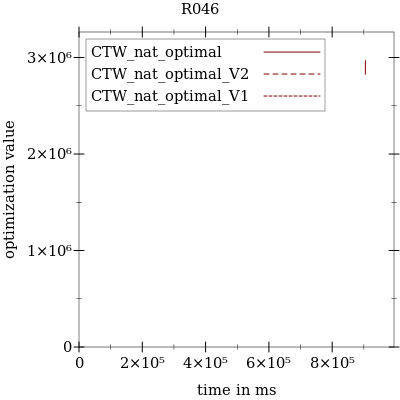 R046
CTW_nat_optimal
CTW_nat_optimal_V2
CTW_nat_optimal_V1
3×10⁶
2×10⁶
1×10⁶
0
optimization value
0 2×10⁵ 4×10⁵ 6×10⁵ 8×10⁵
time in ms